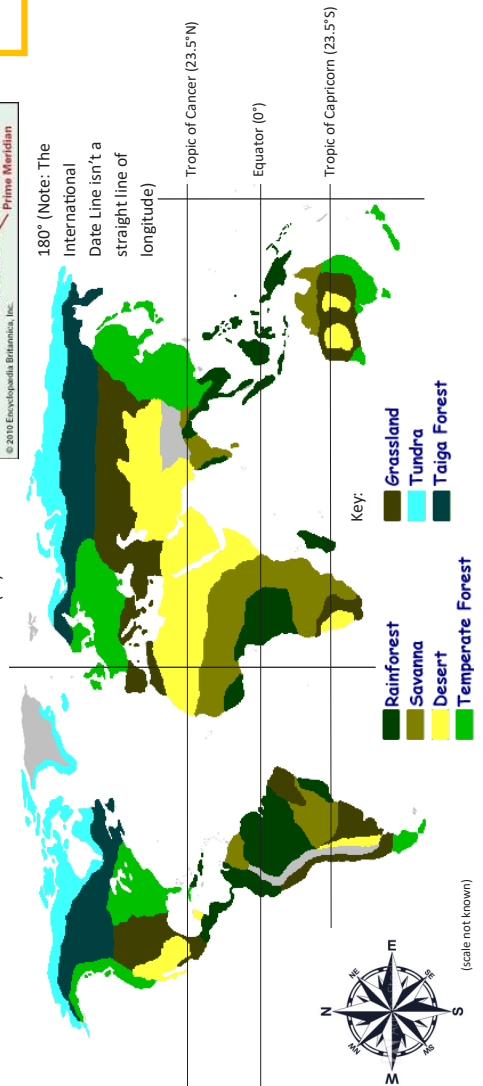 © 2010 Encyclopaedia Britannica, Inc.
Prime Meridian
180° (Note: The
International
Date Line isn't a
straight line of
longitude)
Tropic of Cancer (23.5°N)
Equator (0°)
Tropic of Capricorn (23.5°S)
Key:
Rainforest
Savanna
Desert
Temperate Forest
Grassland
Tundra
Taiga Forest
N
NE
E
SE
S
SW
W
NW
(scale not known)